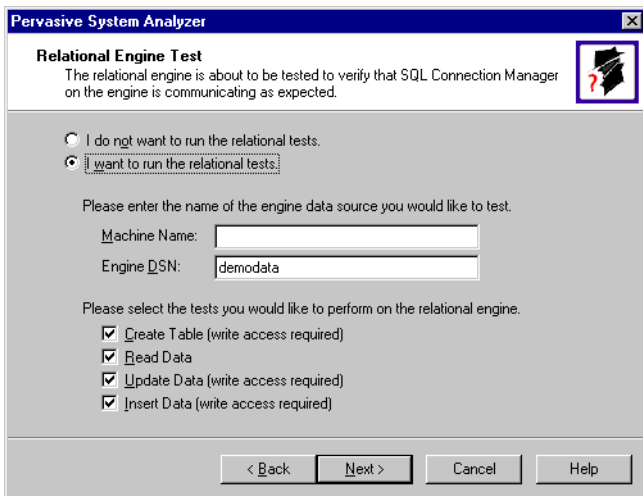 Pervasive System Analyzer
Relational Engine Test
The relational engine is about to be tested to verify that SQL Connection Manager
on the engine is communicating as expected.
?
I do not want to run the relational tests.
I want to run the relational tests.
Please enter the name of the engine data source you would like to test.
Machine Name:
Engine DSN: demodata
Please select the tests you would like to perform on the relational engine.
Create Table (write access required)
Read Data
Update Data (write access required)
Insert Data (write access required)
< Back Next > Cancel Help